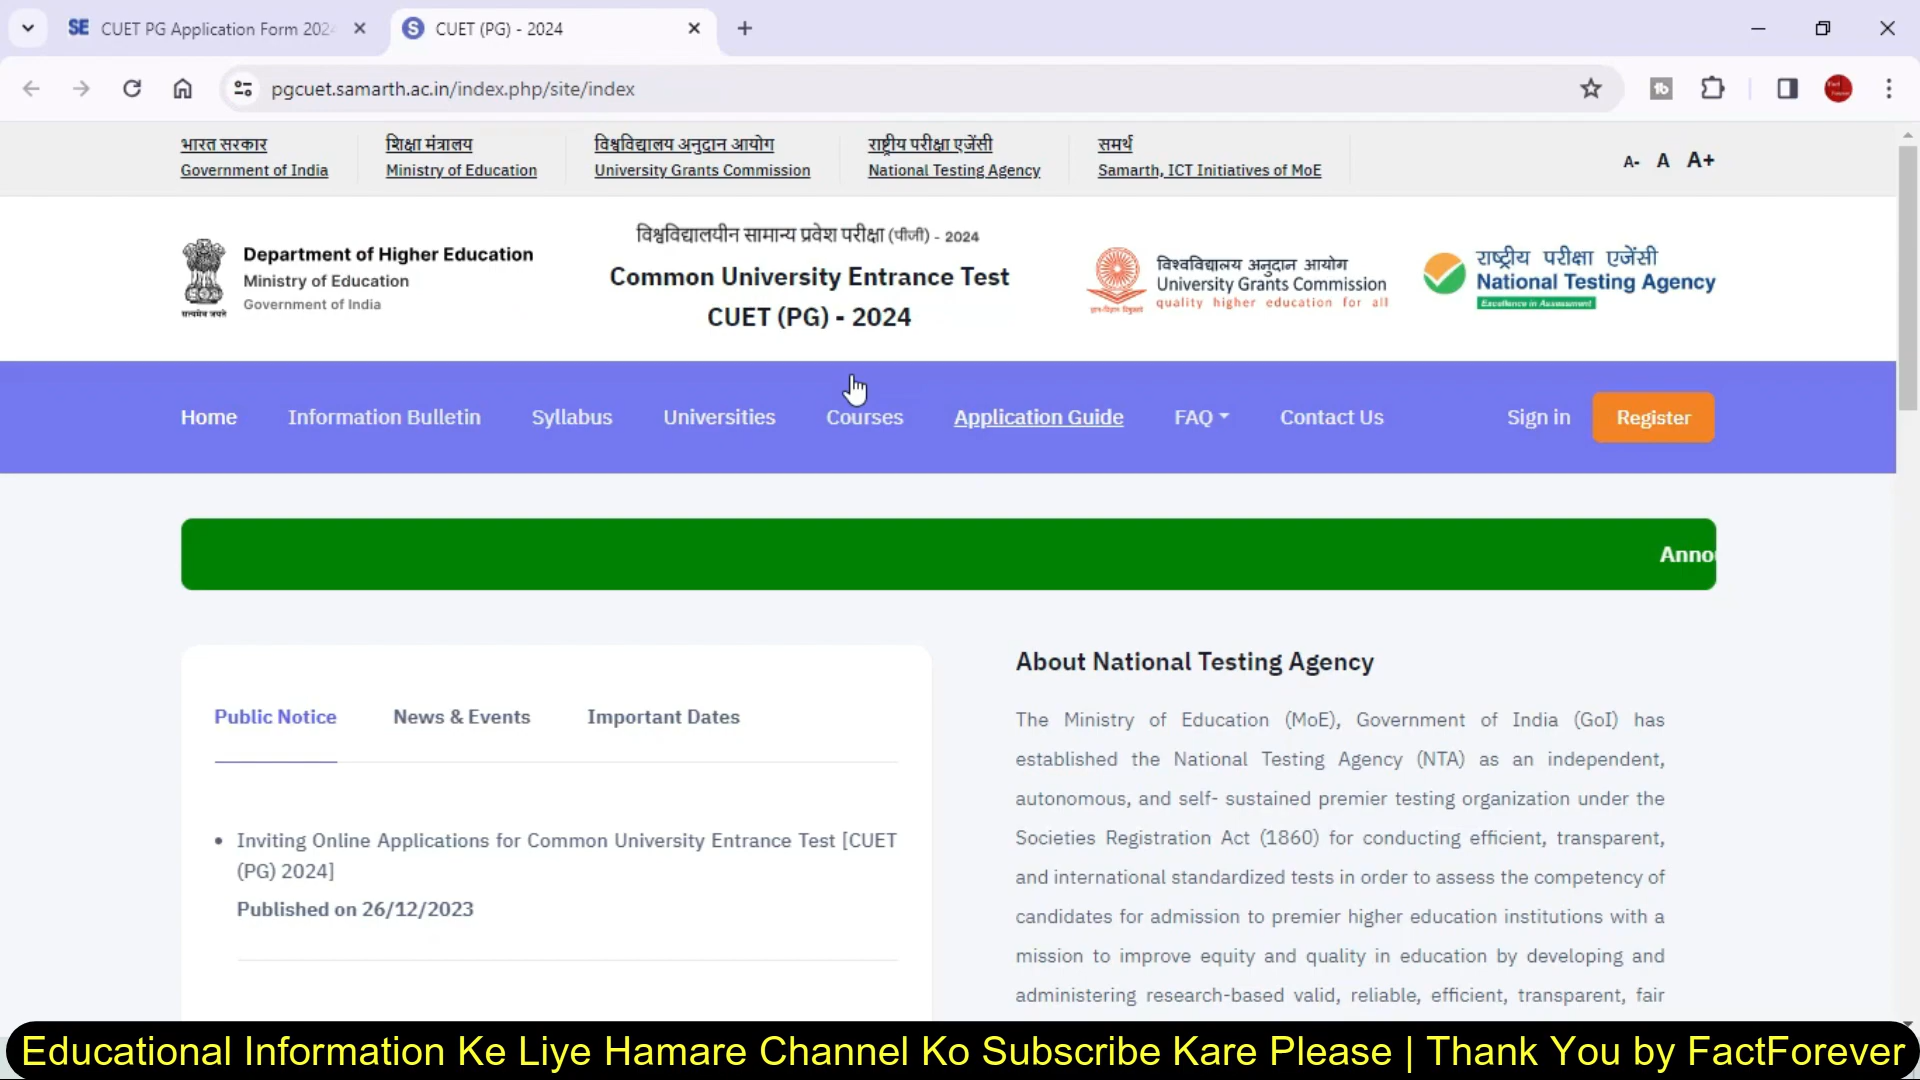 SE CUET PG Application Form 202
S CUET (PG) - 2024
pgcuet.samarth.ac.in/index.php/site/index
भारत सरकार
Government of India
शिक्षा मंत्रालय
Ministry of Education
विश्वविद्यालय अनुदान आयोग
University Grants Commission
राष्ट्रीय परीक्षा एजेंसी
National Testing Agency
समर्थ
Samarth, ICT Initiatives of MoE
A- A A+
सत्यमेव जयते
Department of Higher Education
Ministry of Education
Government of India
विश्वविद्यालयीन सामान्य प्रवेश परीक्षा (पीजी) - 2024
Common University Entrance Test
CUET (PG) - 2024
विश्वविद्यालय अनुदान आयोग
University Grants Commission
quality higher education for all
राष्ट्रीय परीक्षा एजेंसी
National Testing Agency
Excellence in Assessment
Home Information Bulletin Syllabus Universities Courses Application Guide FAQ Contact Us Sign in Register
Anno
Public Notice News & Events Important Dates
• Inviting Online Applications for Common University Entrance Test [CUET
(PG) 2024]
Published on 26/12/2023
About National Testing Agency
The Ministry of Education (MoE), Government of India (GoI) has
established the National Testing Agency (NTA) as an independent,
autonomous, and self- sustained premier testing organization under the
Societies Registration Act (1860) for conducting efficient, transparent,
and international standardized tests in order to assess the competency of
candidates for admission to premier higher education institutions with a
mission to improve equity and quality in education by developing and
administering research-based valid, reliable, efficient, transparent, fair
Educational Information Ke Liye Hamare Channel Ko Subscribe Kare Please | Thank You by FactForever